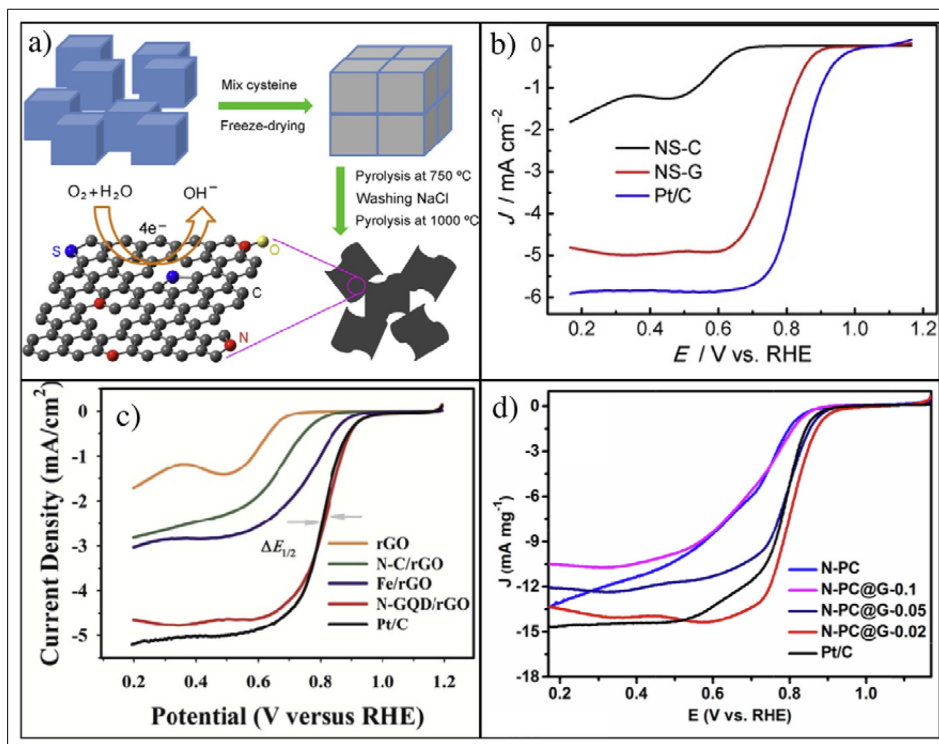 a)
Mix cysteine
Freeze-drying
Pyrolysis at 750 ºC
Washing NaCl
Pyrolysis at 1000 ºC
O₂+H₂O
OH⁻
4e⁻
S
O
C
N
b)
0
-1
-2
-3
-4
-5
-6
J / mA cm⁻²
NS-C
NS-G
Pt/C
0.2 0.4 0.6 0.8 1.0 1.2
E / V vs. RHE
c)
0
-1
-2
-3
-4
-5
Current Density (mA/cm²)
ΔE1/2
rGO
N-C/rGO
Fe/rGO
N-GQD/rGO
Pt/C
0.2 0.4 0.6 0.8 1.0 1.2
Potential (V versus RHE)
d)
0
-3
-6
-9
-12
-15
-18
J (mA mg⁻¹)
N-PC
N-PC@G-0.1
N-PC@G-0.05
N-PC@G-0.02
Pt/C
0.2 0.4 0.6 0.8 1.0
E (V vs. RHE)